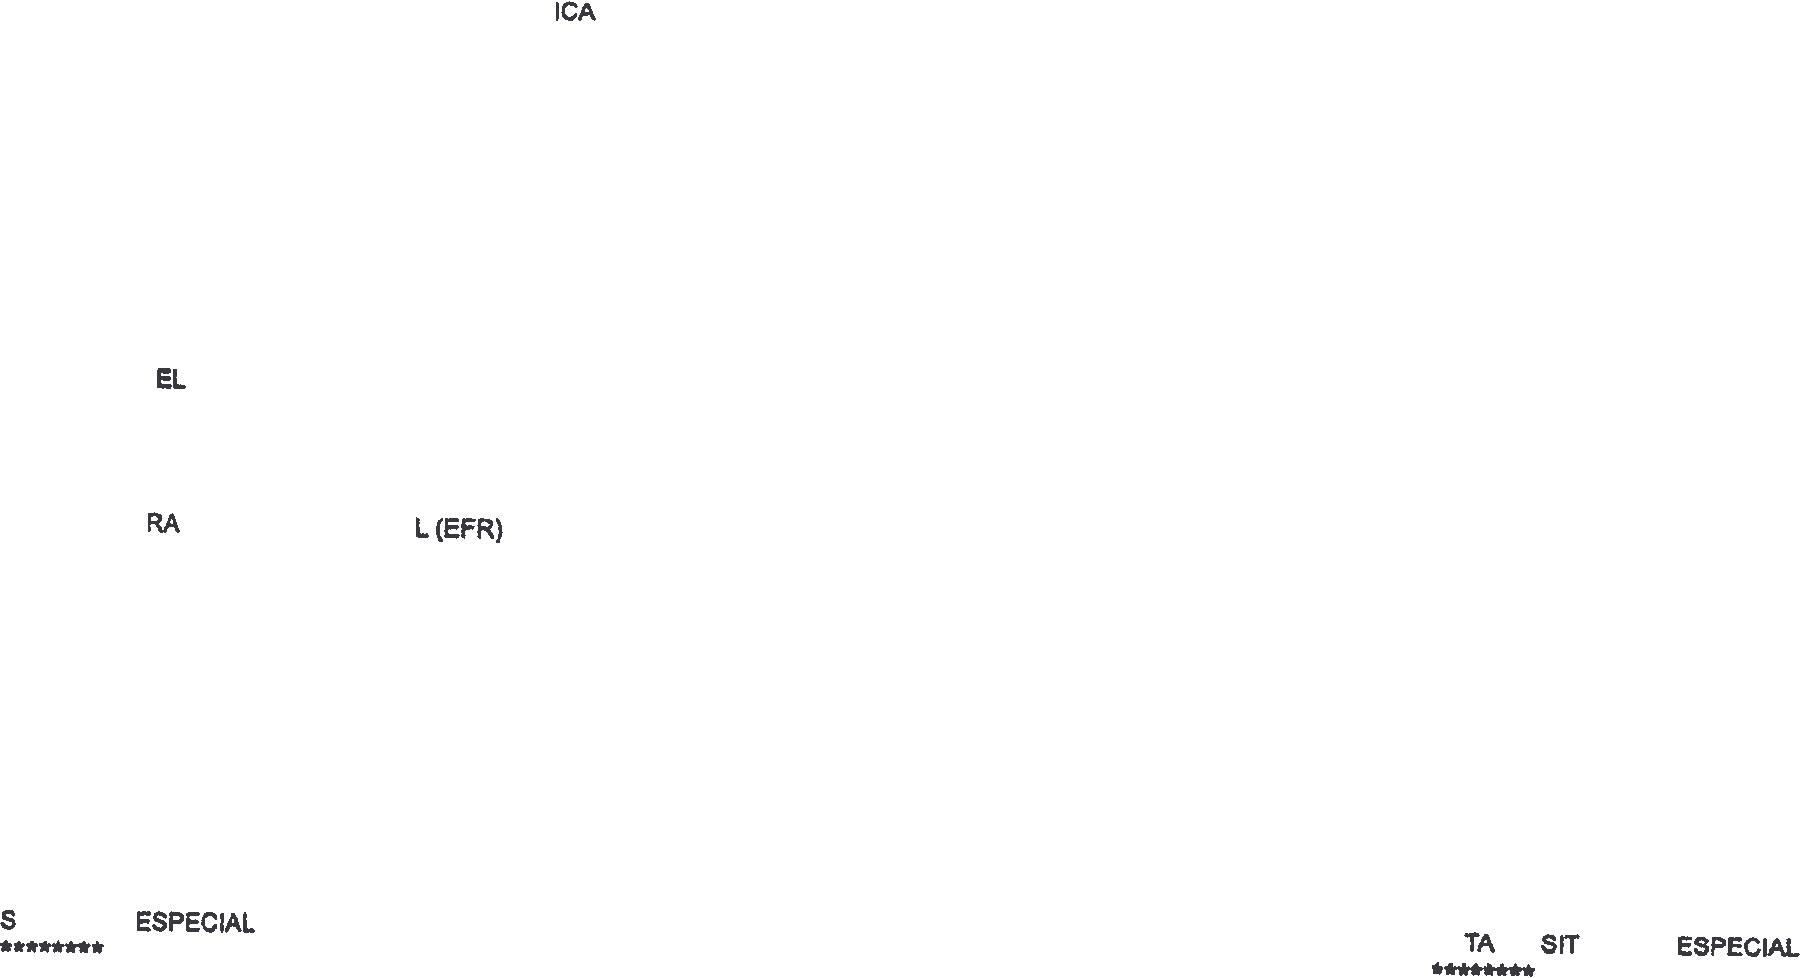 ICA
EL
RA L (EFR)
S ESPECIAL
********
TA SIT ESPECIAL
********